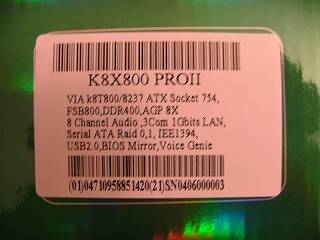 K8X800 PROII
VIA k8T800/8237 ATX Socket 754,
FSB800,DDR400,AGP 8X
8 Channel Audio ,3Com 1Gbits LAN,
Serial ATA Raid 0,1, IEE1394,
USB2.0,BIOS Mirror,Voice Genie
(01)04710958851420(21)SN0406000003